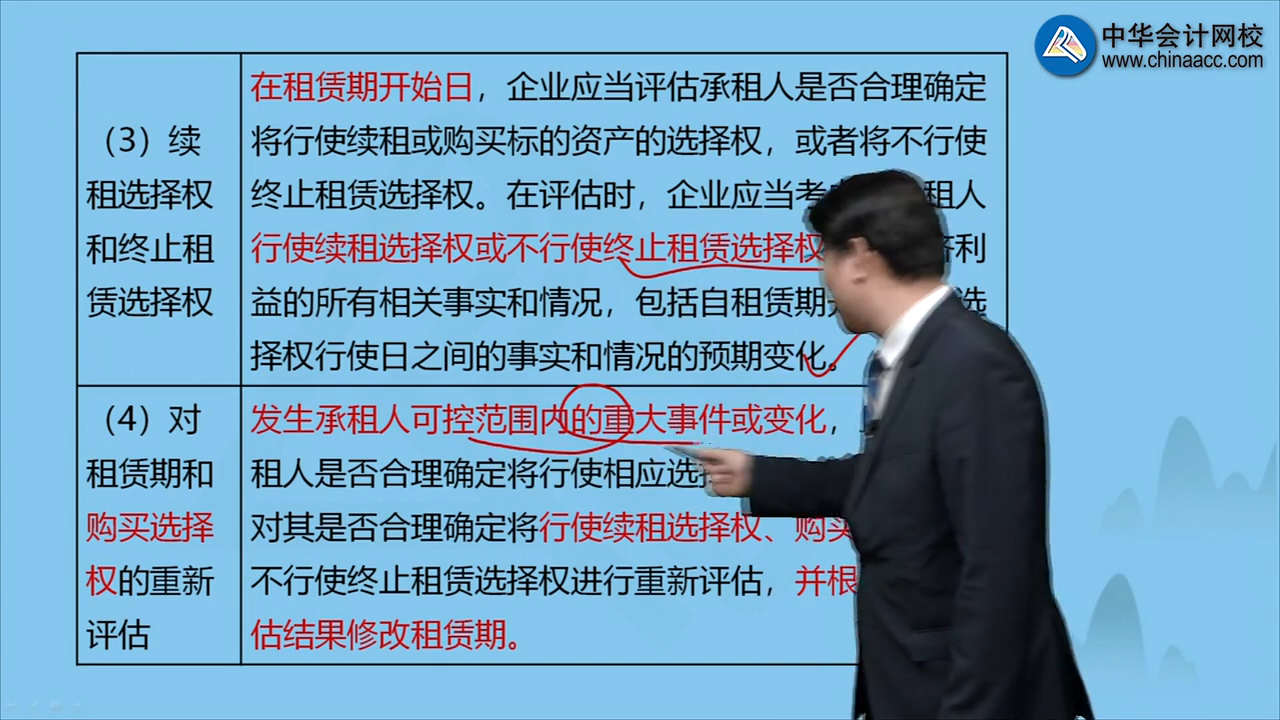 中华会计网校
www.chinaacc.com
（3）续
租选择权
和终止租
赁选择权
在租赁期开始日，企业应当评估承租人是否合理确定
将行使续租或购买标的资产的选择权，或者将不行使
终止租赁选择权。在评估时，企业应当考 租人
行使续租选择权或不行使终止租赁选择权 济利
益的所有相关事实和情况，包括自租赁期 选
择权行使日之间的事实和情况的预期变化。
（4）对
租赁期和
购买选择
权的重新
评估
发生承租人可控范围内的重大事件或变化，
租人是否合理确定将行使相应选
对其是否合理确定将行使续租选择权、购买
不行使终止租赁选择权进行重新评估，并根
估结果修改租赁期。